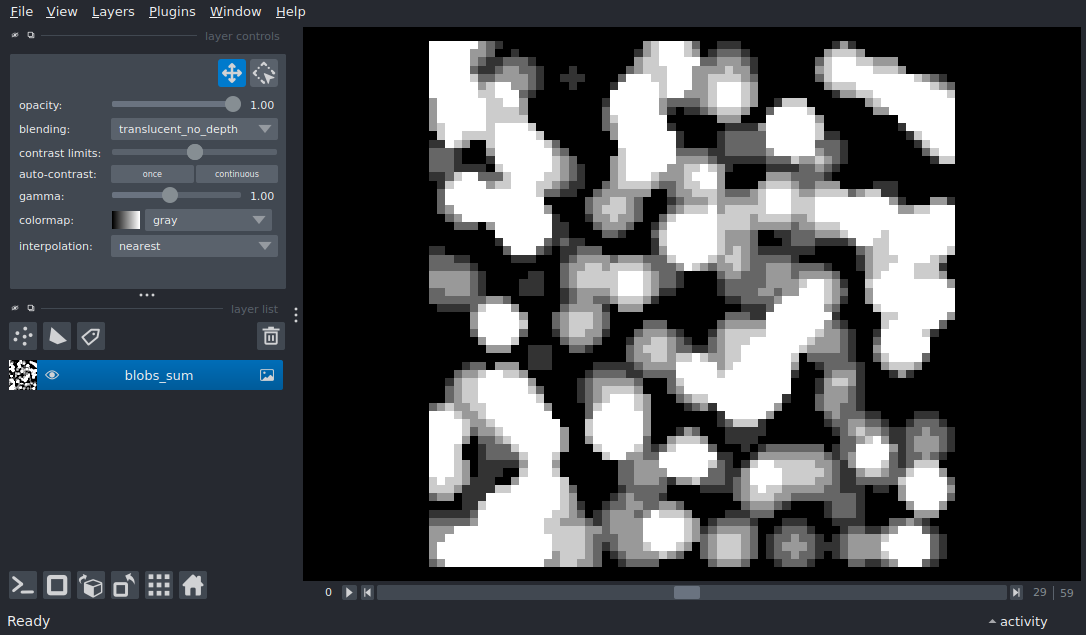 File View Layers Plugins Window Help
layer controls
opacity: 1.00
blending: translucent_no_depth
contrast limits:
auto-contrast: once continuous
gamma: 1.00
colormap: gray
interpolation: nearest
layer list
blobs_sum
0 29 59
Ready activity